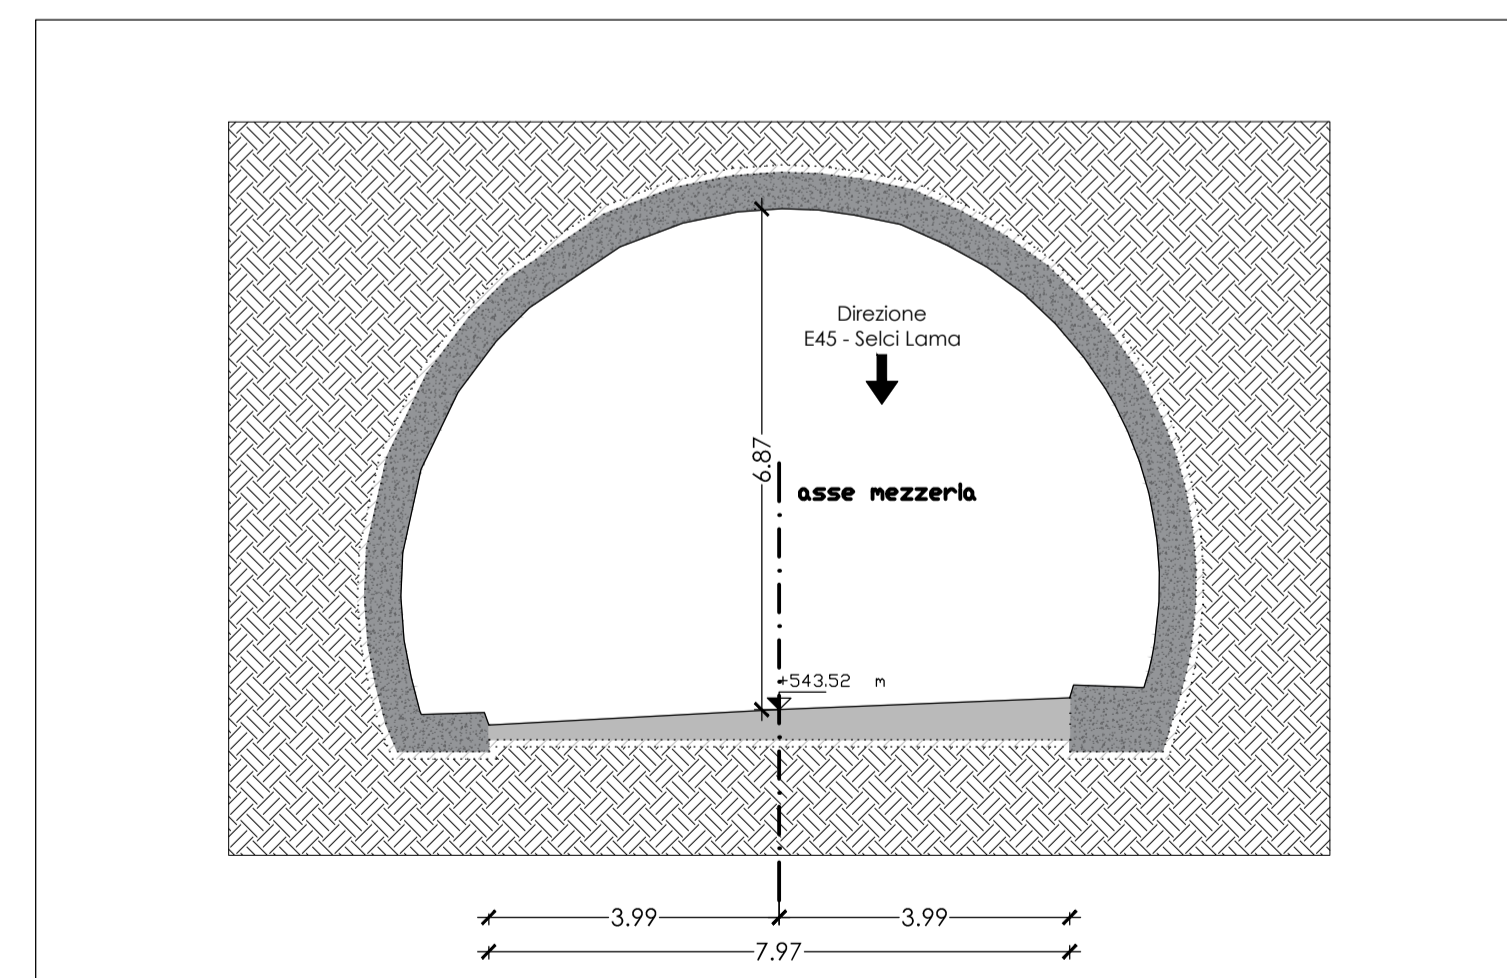 Direzione
E45 - Selci Lama
6.87
asse mezzeria
+543.52 m
3.99 3.99
7.97